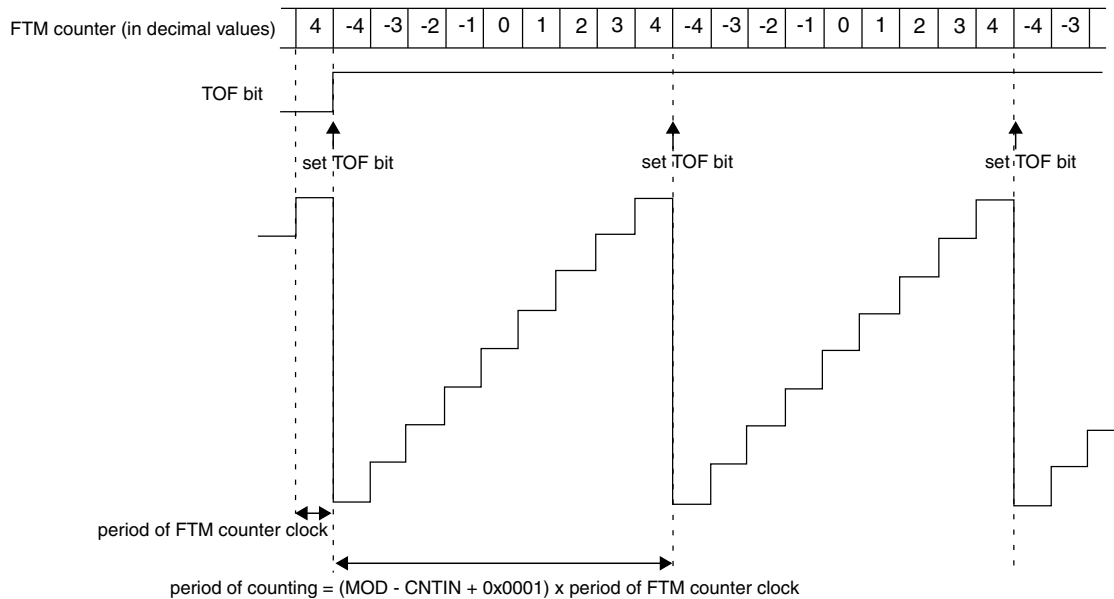 FTM counter (in decimal values) 4 -4 -3 -2 -1 0 1 2 3 4 -4 -3 -2 -1 0 1 2 3 4 -4 -3
TOF bit
set TOF bit set TOF bit set TOF bit
period of FTM counter clock
period of counting = (MOD - CNTIN + 0x0001) x period of FTM counter clock